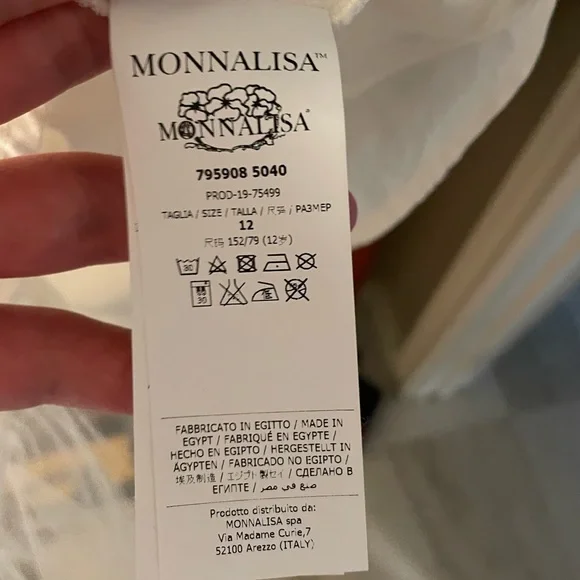 MONNALISA™
MONNALISA®
795908 5040
PROD-19-75499
TAGLIA / SIZE / TALLA / 尺码 / РАЗМЕР
12
尺码 152/79 (12岁)
30
30
FABBRICATO IN EGITTO / MADE IN
EGYPT / FABRIQUÉ EN EGYPTE /
HECHO EN EGIPTO / HERGESTELLT IN
ÄGYPTEN / FABRICADO NO EGIPTO /
埃及制造 / エジプト製 / СДЕЛАНО В
ЕГИПТЕ / صنع في مصر
Prodotto distribuito da:
MONNALISA spa
Via Madame Curie,7
52100 Arezzo (ITALY)